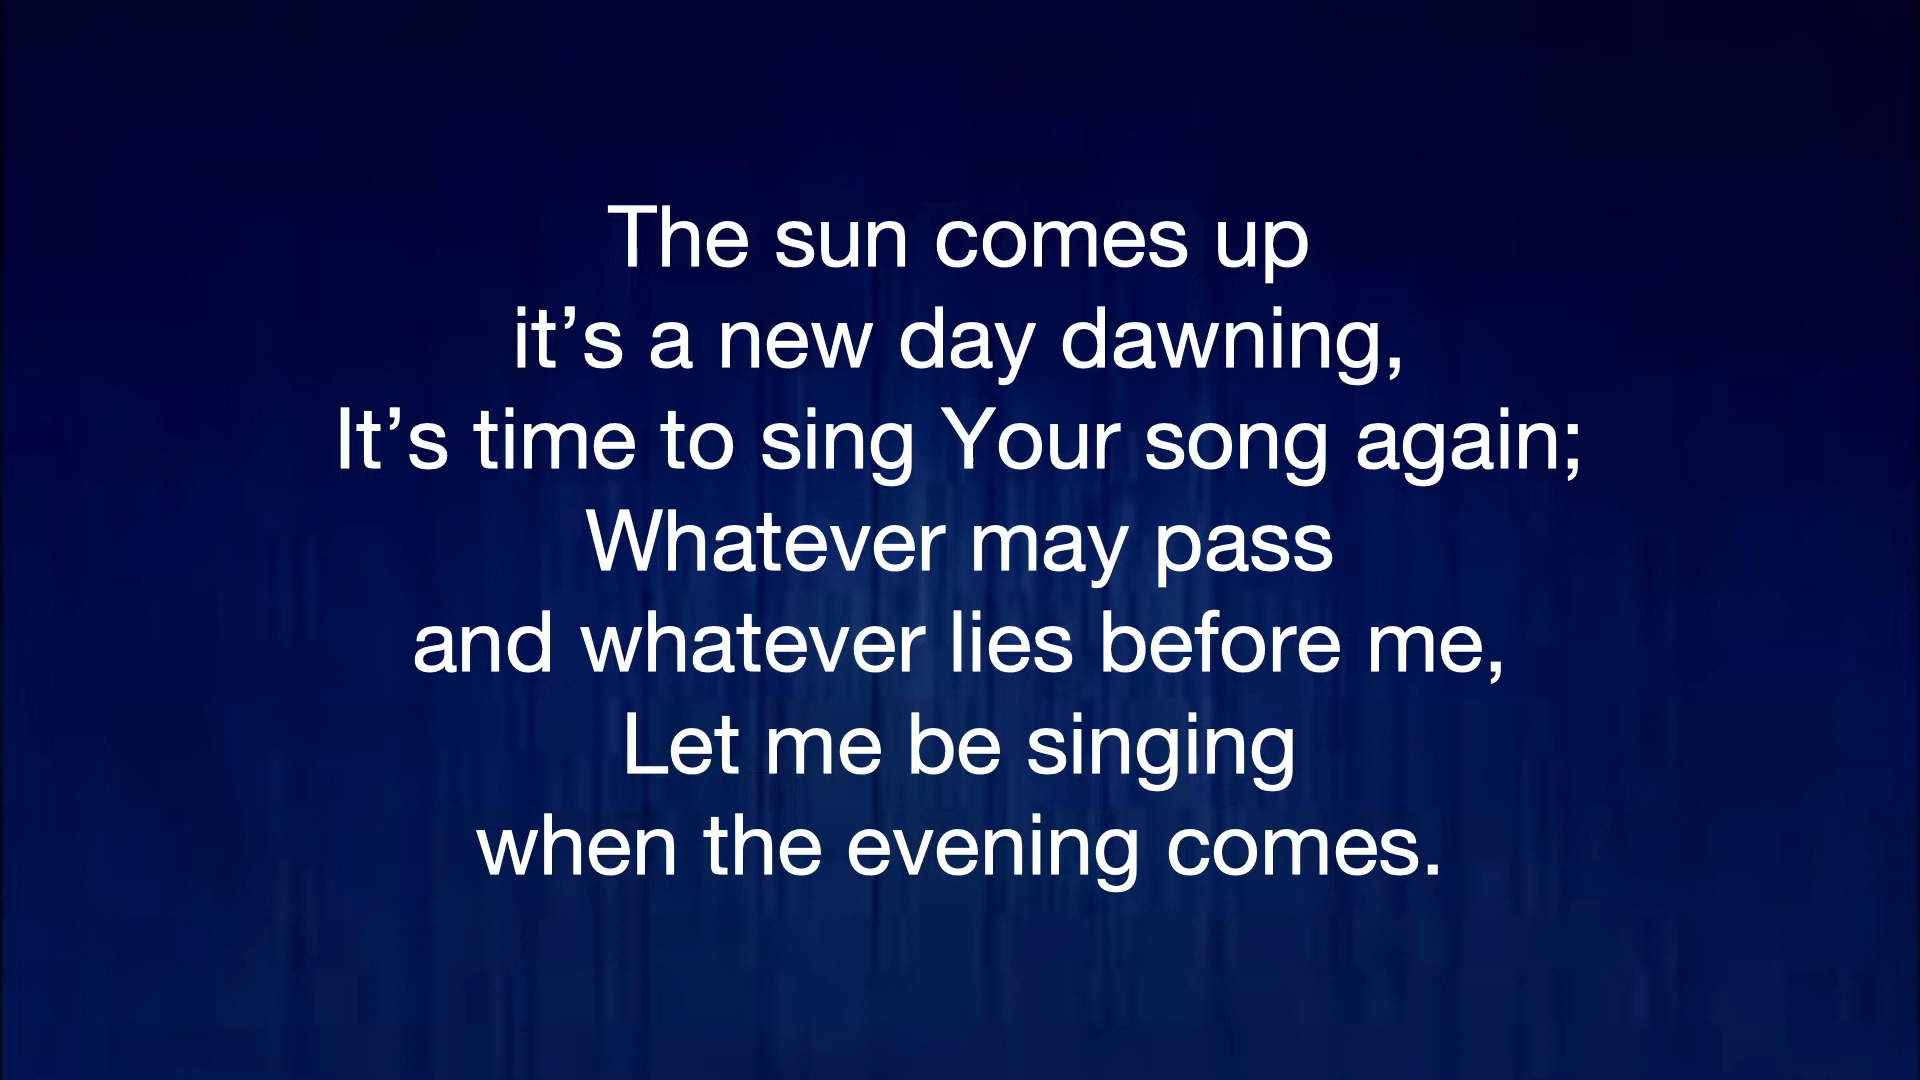 The sun comes up
it’s a new day dawning,
It’s time to sing Your song again;
Whatever may pass
and whatever lies before me,
Let me be singing
when the evening comes.